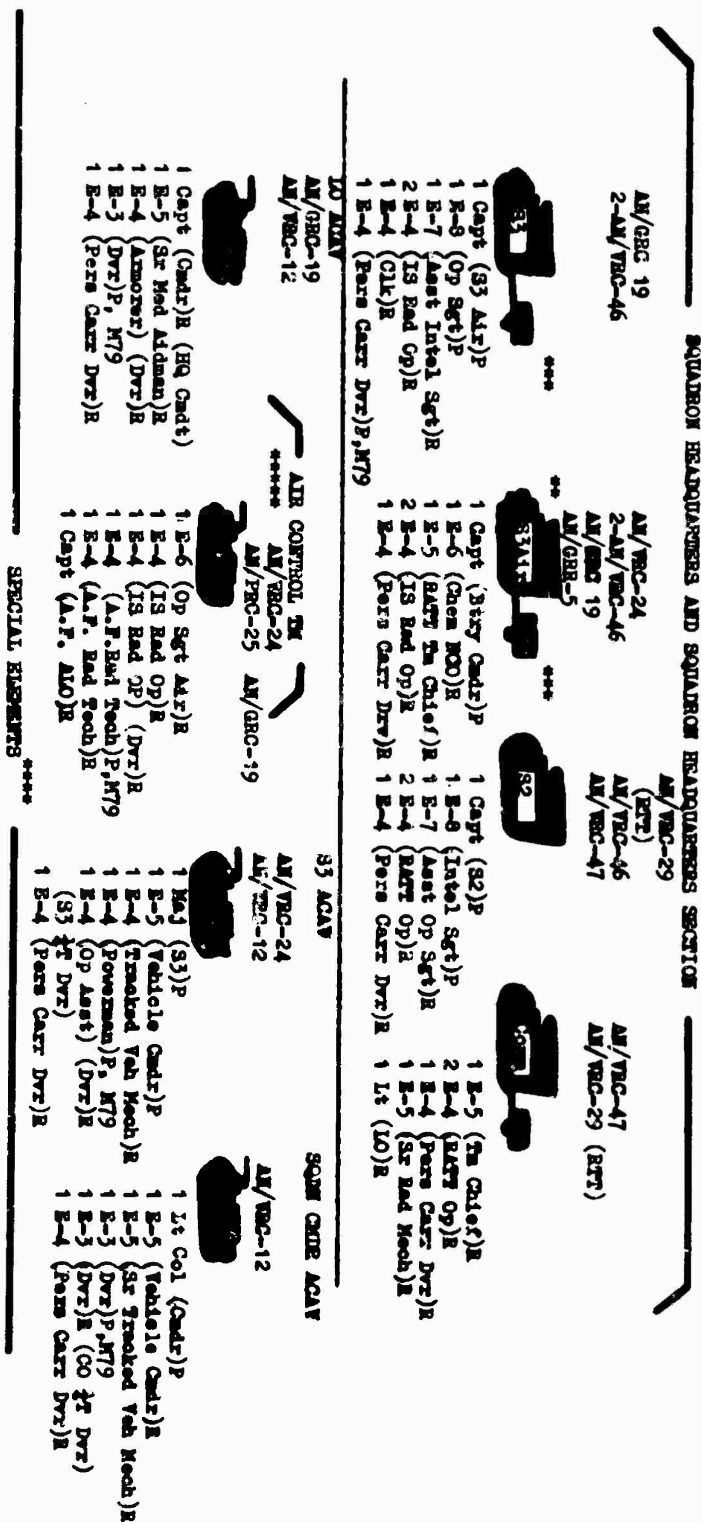 SQUADRON HEADQUARTERS AND SQUADRON HEADQUARTERS SECTION
AN/GRC 19
2-AN/VRC-46
S3
***
1 Capt (S3 Air)P
1 E-8 (Op Sgt)P
1 E-7 (Asst Intel Sgt)R
2 E-4 (IS Rad Op)R
1 E-4 (Clk)R
1 E-4 (Pers Carr Dvr)P,M79
AN/VRC-24
2-AN/VRC-46
AN/GRC 19
AN/GRR-5
**
S3Air
***
1 Capt (Btry Cmdr)P
1 E-6 (Chem NCO)R
1 E-5 (RATT Tm Chief)R
2 E-4 (IS Rad Op)R
1 E-4 (Pers Carr Drv)R
AN/VRC-29
(RTT)
AN/VRC-46
AN/VRC-47
S2
1 Capt (S2)P
1 E-8 (Intel Sgt)P
1 E-7 (Asst Op Sgt)R
2 E-4 (RATT Op)R
1 E-4 (Pers Carr Dvr)R
AN/VRC-47
AN/VRC-29 (RTT)
Comm
1 E-5 (Tm Chief)R
2 E-4 (RATT Op)R
1 E-4 (Pers Carr Dvr)R
1 E-5 (Sr Rad Mech)R
1 Lt (LO)R
LO ACAV
AN/GRC-19
AN/VRC-12
1 Capt (Cmdr)R (HQ Cmdt)
1 E-5 (Sr Med Aidman)R
1 E-4 (Armorer) (Dvr)R
1 E-3 (Dvr)P, M79
1 E-4 (Pers Carr Dvr)R
AIR CONTROL TM
**** AN/VRC-24 AN/GRC-19
AN/PRC-25
1 E-6 (Op Sgt Air)R
1 E-4 (IS Rad Op)R
1 E-4 (IS Rad OP) (Dvr)R
1 E-4 (A.F.Rad Tech)P,M79
1 E-4 (A.F. Rad Tech)R
1 Capt (A.F. ALO)R
S3 ACAV
AN/VRC-24
AN/VRC-12
1 Maj (S3)P
1 E-5 (Vehicle Cmdr)P
1 E-4 (Tracked Veh Mech)R
1 E-4 (Powerman)P, M79
1 E-4 (Op Asst) (Dvr)R
(S3 ¼T Dvr)
1 E-4 (Pers Carr Dvr)R
SQDN CMDR ACAV
AN/VRC-12
1 Lt Col (Cmdr)P
1 E-5 (Vehicle Cmdr)R
1 E-5 (Sr Tracked Veh Mech)R
1 E-3 (Dvr)P,M79
1 E-3 (Dvr)R (CO ¼T Dvr)
1 E-4 (Pers Carr Dvr)R
SPECIAL ELEMENTS ****